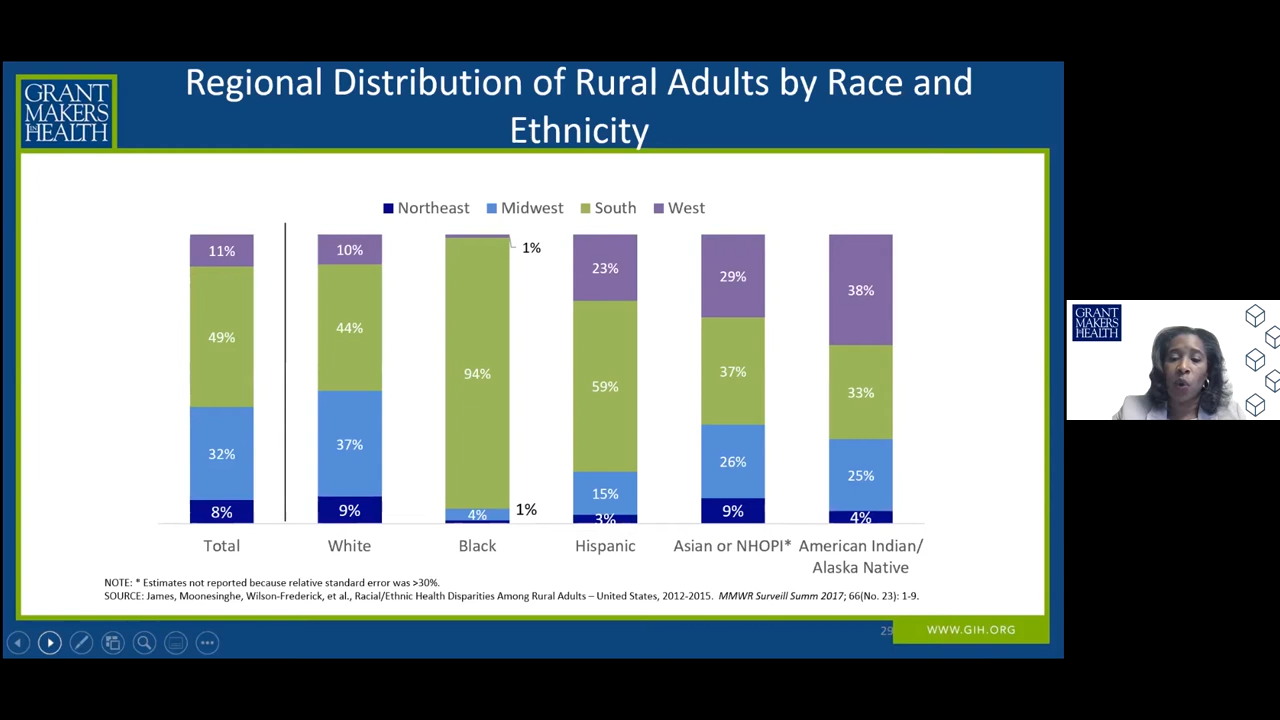 GRANT
MAKERS
IN
HEALTH
Regional Distribution of Rural Adults by Race and
Ethnicity
Northeast Midwest South West
11% 10% 1% 23% 29% 38%
49% 44% 94% 59% 37% 33%
32% 37% 4% 15% 26% 25%
8% 9% 1% 3% 9% 4%
Total White Black Hispanic Asian or NHOPI* American Indian/
Alaska Native
NOTE: * Estimates not reported because relative standard error was >30%.
SOURCE: James, Moonesinghe, Wilson-Frederick, et al., Racial/Ethnic Health Disparities Among Rural Adults – United States, 2012-2015. MMWR Surveill Summ 2017; 66(No. 23): 1-9.
29
WWW.GIH.ORG
GRANT
MAKERS
IN
HEALTH